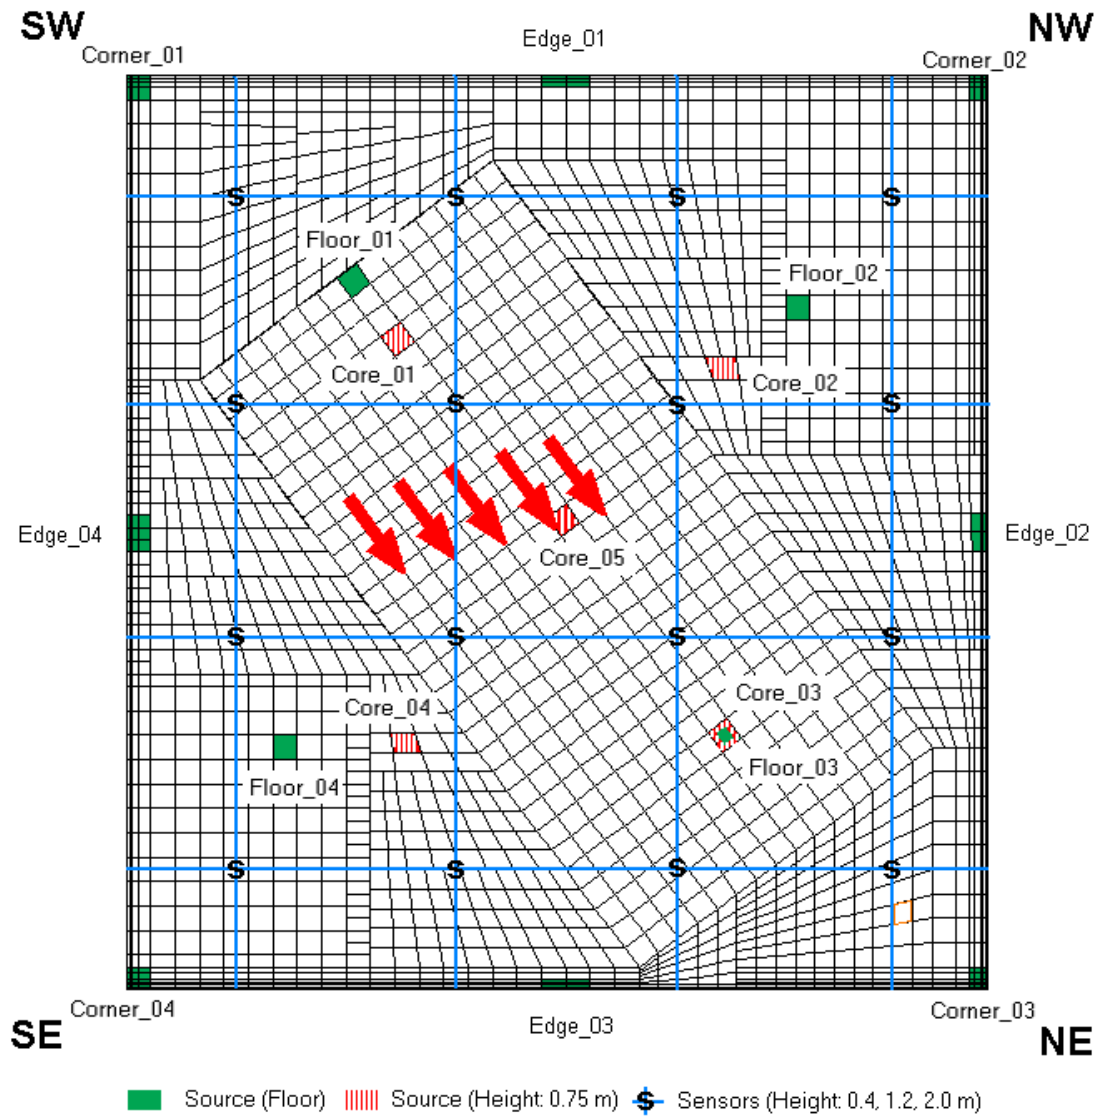 SW
NW
Edge_01
Corner_01
Corner_02
S S S S
Floor_01
Floor_02
Core_01
Core_02
S S S S
Edge_04
Edge_02
Core_05
S S S S
Core_03
Core_04
Floor_03
Floor_04
S S S S
Corner_04
Corner_03
Edge_03
SE
NE
Source (Floor)
Source (Height: 0.75 m)
S
Sensors (Height: 0.4, 1.2, 2.0 m)